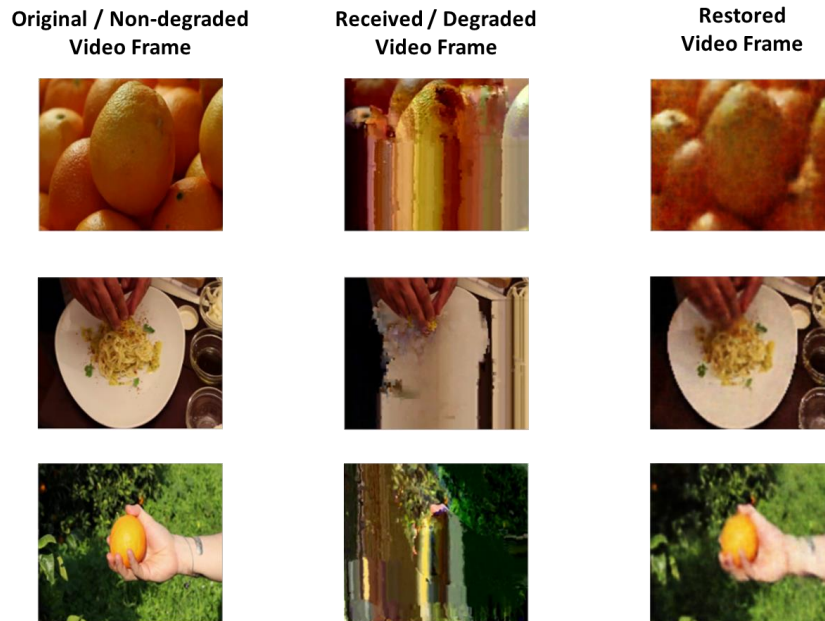 Original / Non-degraded
Video Frame
Received / Degraded
Video Frame
Restored
Video Frame